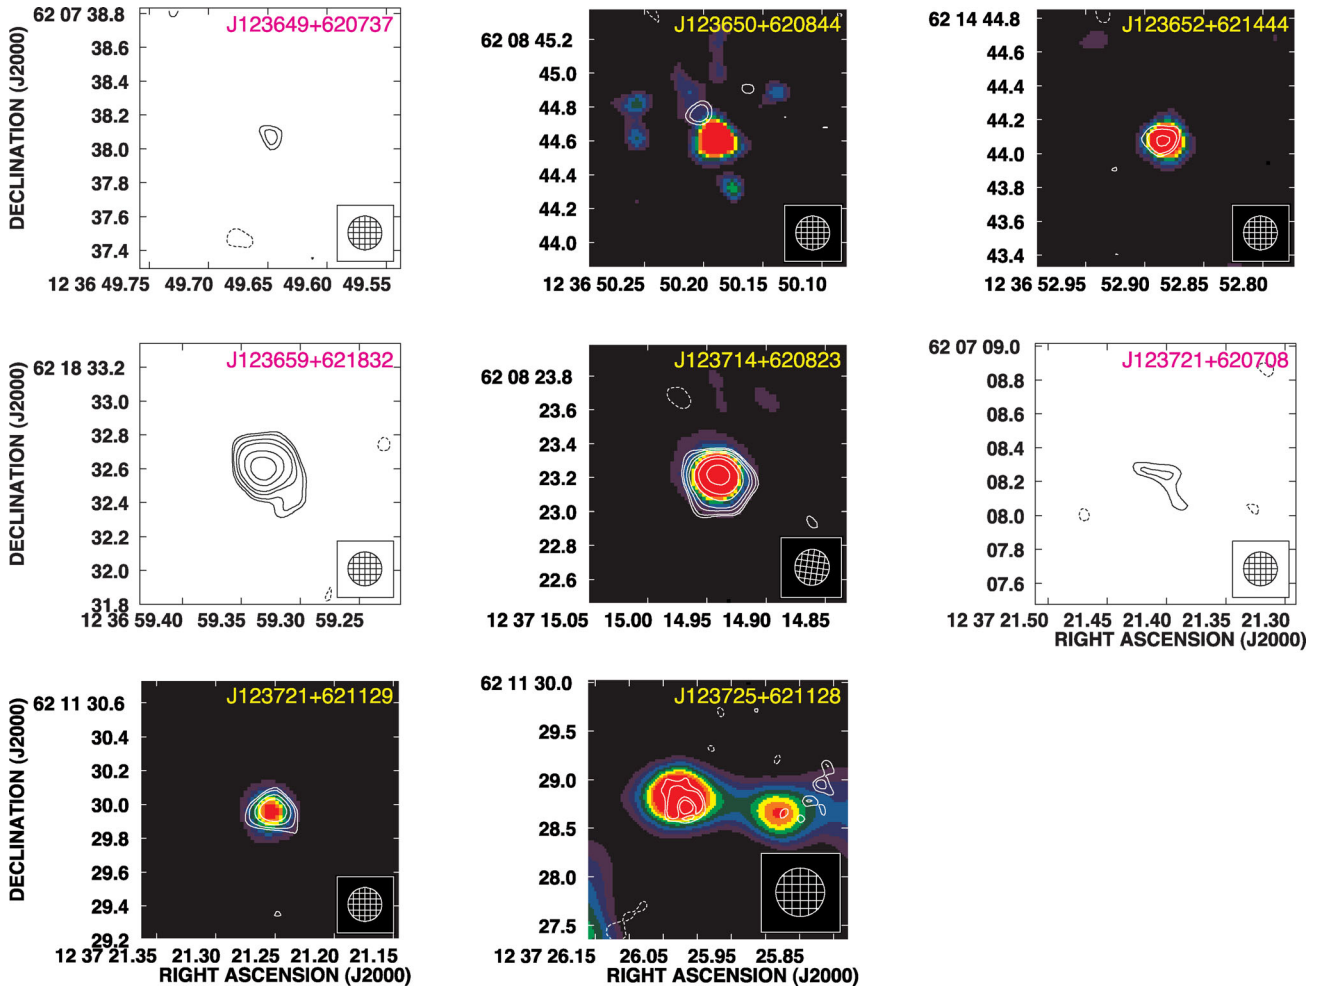 J123649+620737
62 07 38.8
38.6
38.4
38.2
38.0
37.8
37.6
37.4
12 36 49.75 49.70 49.65 49.60 49.55
DECLINATION (J2000)
J123650+620844
62 08 45.2
45.0
44.8
44.6
44.4
44.2
44.0
12 36 50.25 50.20 50.15 50.10
J123652+621444
62 14 44.8
44.6
44.4
44.2
44.0
43.8
43.6
43.4
12 36 52.95 52.90 52.85 52.80
J123659+621832
62 18 33.2
33.0
32.8
32.6
32.4
32.2
32.0
31.8
12 36 59.40 59.35 59.30 59.25
DECLINATION (J2000)
J123714+620823
62 08 23.8
23.6
23.4
23.2
23.0
22.8
22.6
12 37 15.05 15.00 14.95 14.90 14.85
J123721+620708
62 07 09.0
08.8
08.6
08.4
08.2
08.0
07.8
07.6
12 37 21.50 21.45 21.40 21.35 21.30
RIGHT ASCENSION (J2000)
J123721+621129
62 11 30.6
30.4
30.2
30.0
29.8
29.6
29.4
29.2
12 37 21.35 21.30 21.25 21.20 21.15
RIGHT ASCENSION (J2000)
DECLINATION (J2000)
J123725+621128
62 11 30.0
29.5
29.0
28.5
28.0
27.5
12 37 26.15 26.05 25.95 25.85
RIGHT ASCENSION (J2000)